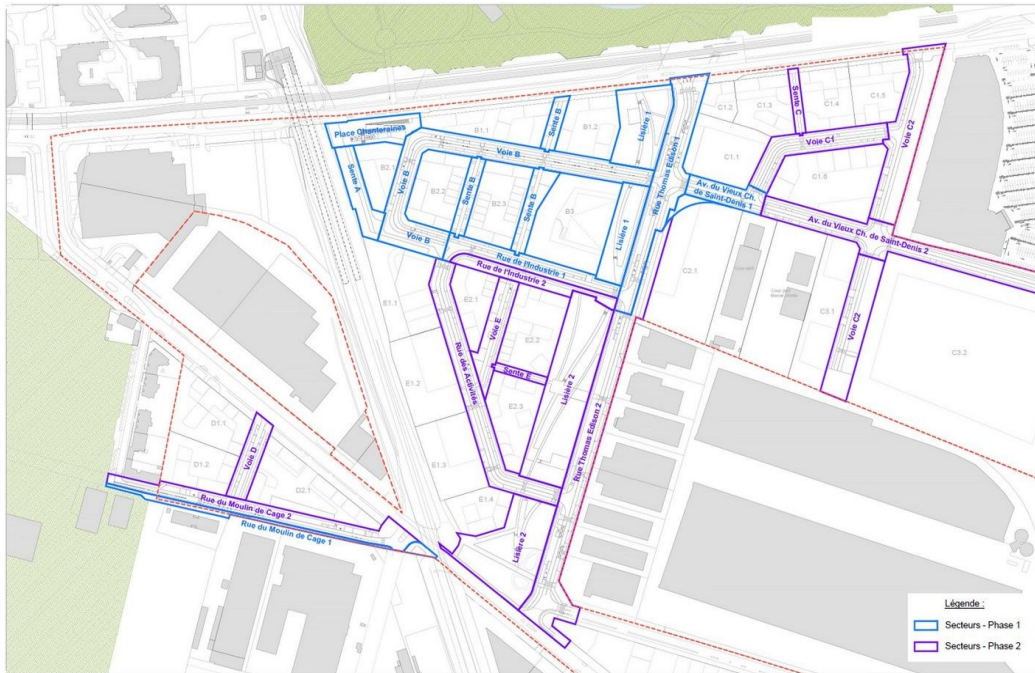 Place Chanteraines
Sente A
Voie B
Voie B
Voie B
B1.1
Sente B
B1.2
Lisière 1
B2.1
B2.2
Sente B
B2.3
Sente B
B3
Lisière 1
Rue Thomas Edison 1
Rue de l'Industrie 1
Rue de l'Industrie 2
Av. du Vieux Ch.
de Saint-Denis 1
Av. du Vieux Ch. de Saint-Denis 2
C1.1
C1.2
C1.3
Sente C
C1.4
C1.5
Voie C1
C1.6
Voie C2
C2.1
C3.1
Voie C2
C3.2
E1.1
E2.1
Voie E
E2.2
Sente E
Rue des Activités
E1.2
E2.3
Lisière 2
Rue Thomas Edison 2
E1.3
E1.4
Lisière 2
D1.1
D1.2
Voie D
D2.1
Rue du Moulin de Cage 2
Rue du Moulin de Cage 1
Légende :
Secteurs - Phase 1
Secteurs - Phase 2